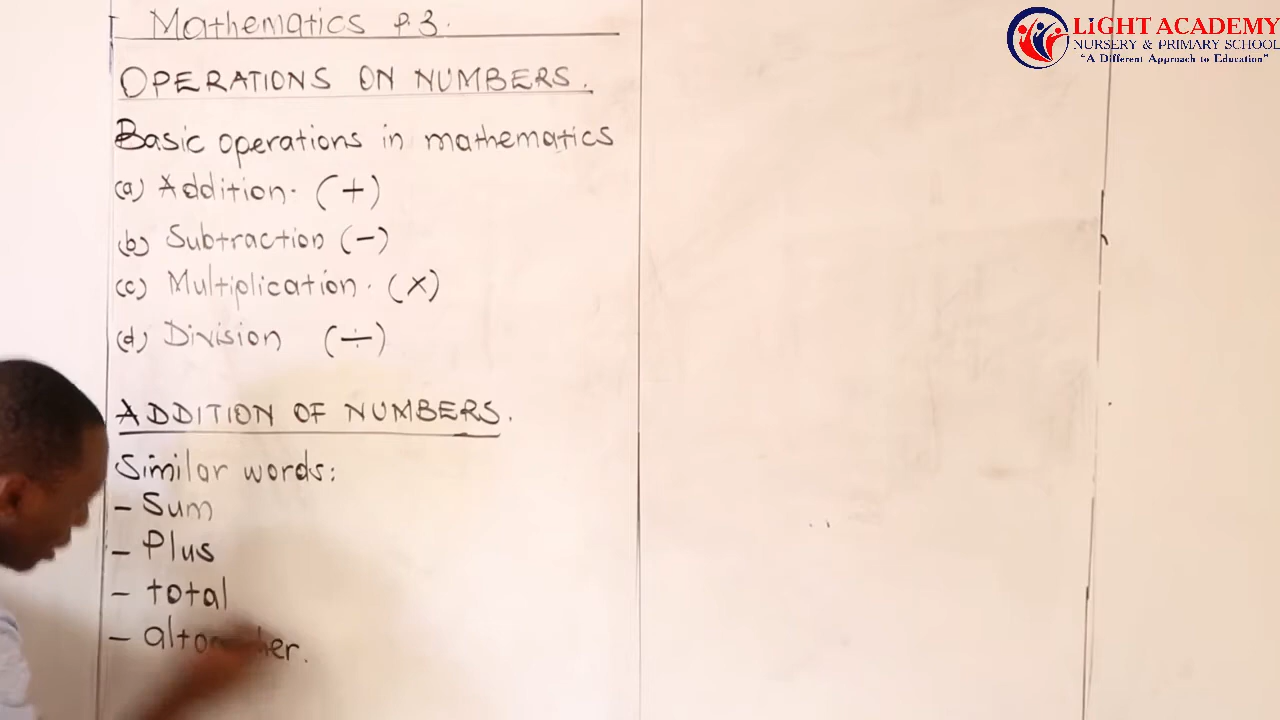 Mathematics p.3.
OPERATIONS ON NUMBERS.
Basic operations in mathematics
(a) Addition. (+)
(b) Subtraction (-)
(c) Multiplication. (×)
(d) Division (÷)
ADDITION OF NUMBERS.
Similar words:
- Sum
- Plus
- total
LIGHT ACADEMY
NURSERY & PRIMARY SCHOOL
"A Different Approach to Education"